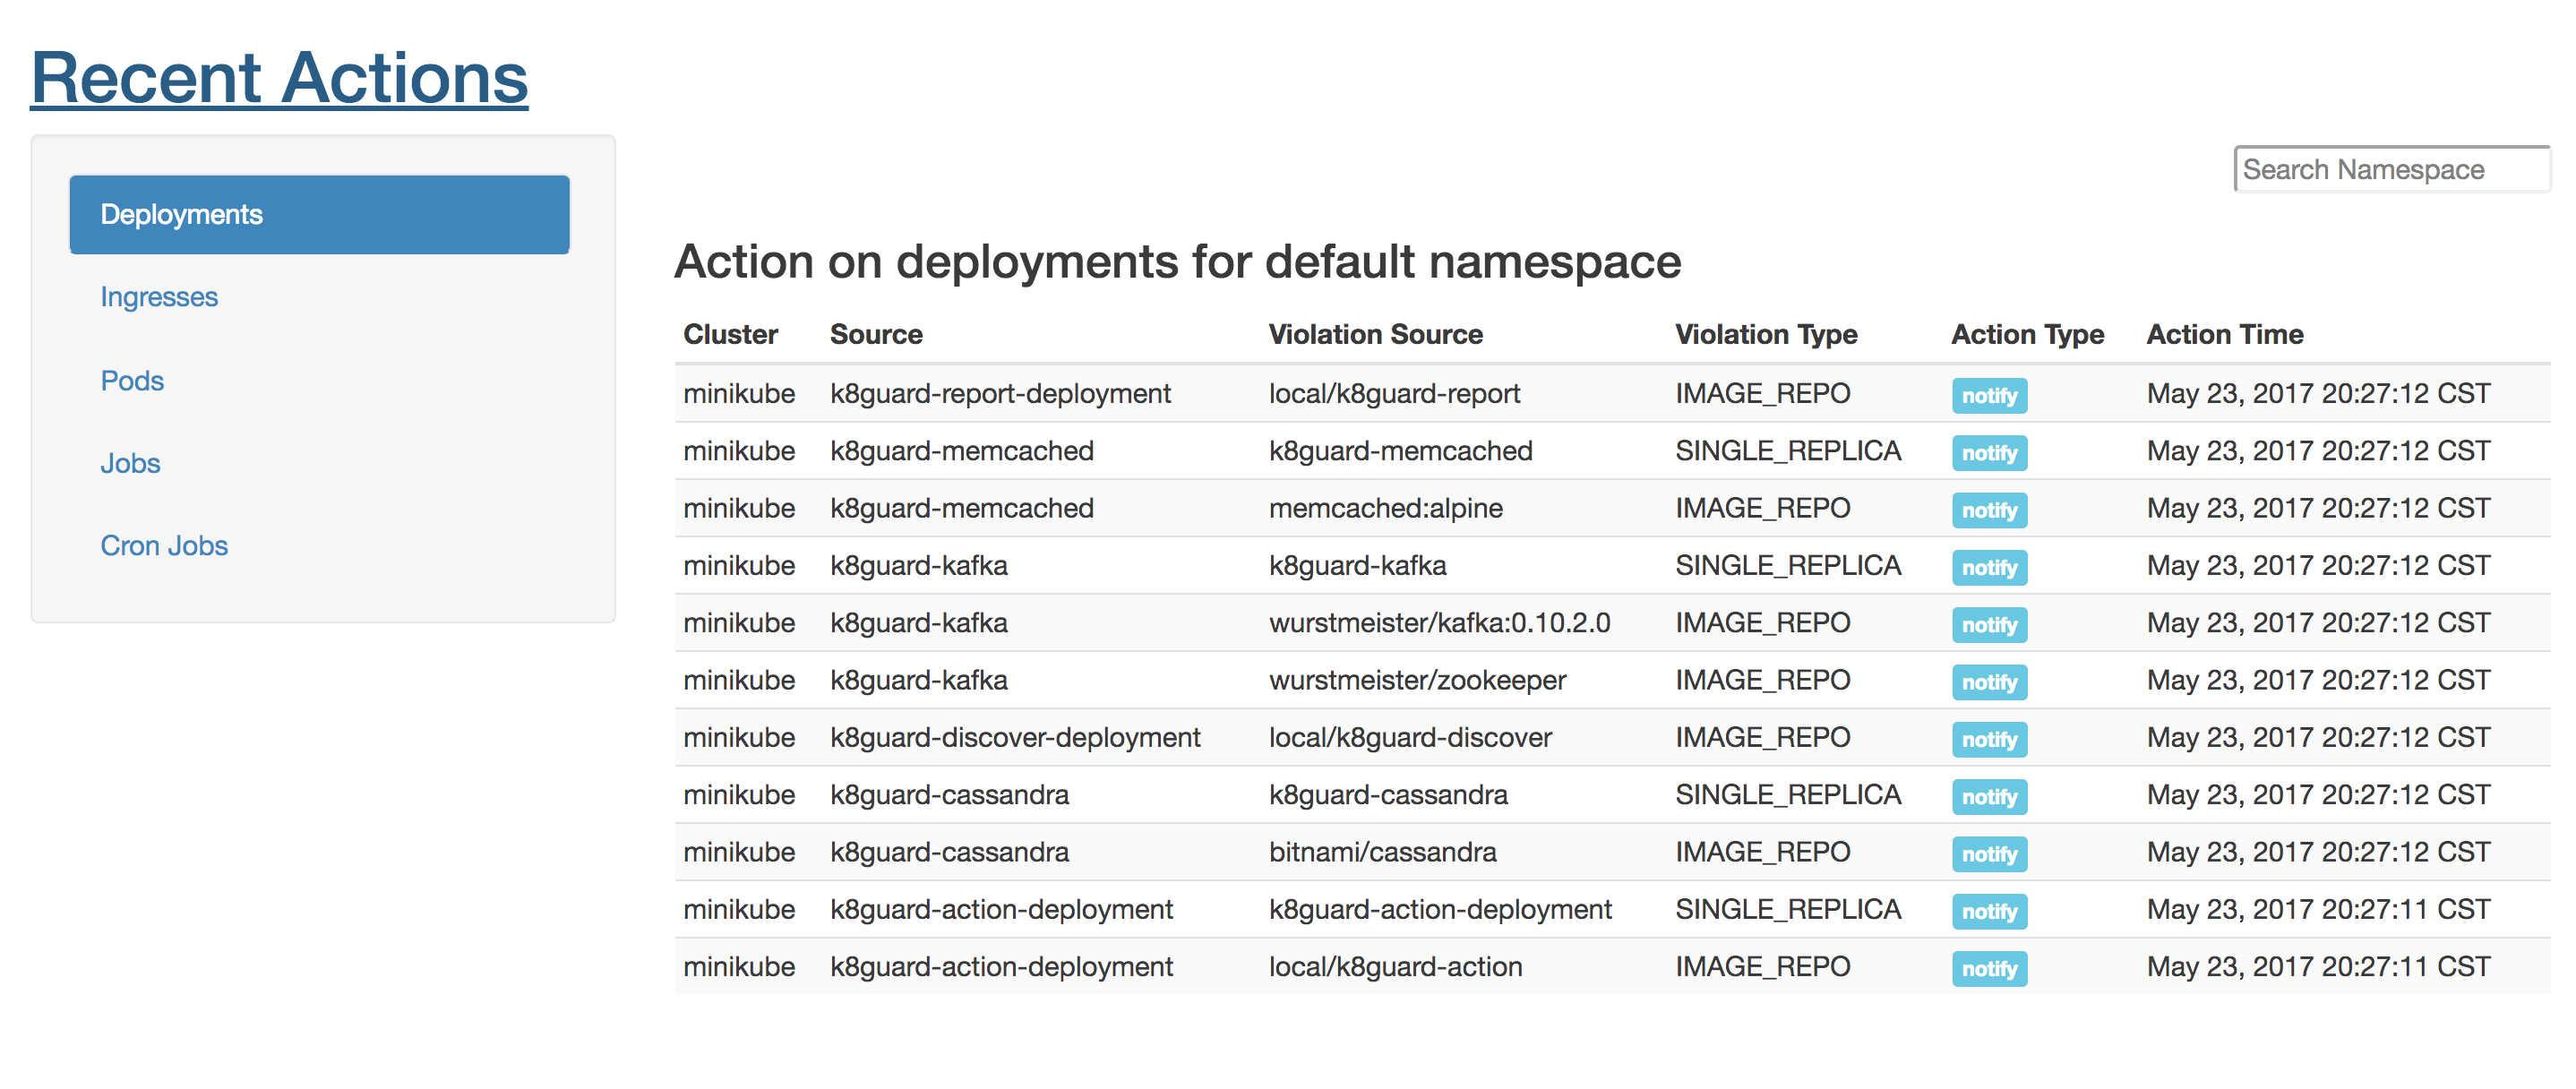 Recent Actions
Deployments
Ingresses
Pods
Jobs
Cron Jobs
Search Namespace
Action on deployments for default namespace
Cluster Source Violation Source Violation Type Action Type Action Time
minikube k8guard-report-deployment local/k8guard-report IMAGE_REPO notify May 23, 2017 20:27:12 CST
minikube k8guard-memcached k8guard-memcached SINGLE_REPLICA notify May 23, 2017 20:27:12 CST
minikube k8guard-memcached memcached:alpine IMAGE_REPO notify May 23, 2017 20:27:12 CST
minikube k8guard-kafka k8guard-kafka SINGLE_REPLICA notify May 23, 2017 20:27:12 CST
minikube k8guard-kafka wurstmeister/kafka:0.10.2.0 IMAGE_REPO notify May 23, 2017 20:27:12 CST
minikube k8guard-kafka wurstmeister/zookeeper IMAGE_REPO notify May 23, 2017 20:27:12 CST
minikube k8guard-discover-deployment local/k8guard-discover IMAGE_REPO notify May 23, 2017 20:27:12 CST
minikube k8guard-cassandra k8guard-cassandra SINGLE_REPLICA notify May 23, 2017 20:27:12 CST
minikube k8guard-cassandra bitnami/cassandra IMAGE_REPO notify May 23, 2017 20:27:12 CST
minikube k8guard-action-deployment k8guard-action-deployment SINGLE_REPLICA notify May 23, 2017 20:27:11 CST
minikube k8guard-action-deployment local/k8guard-action IMAGE_REPO notify May 23, 2017 20:27:11 CST